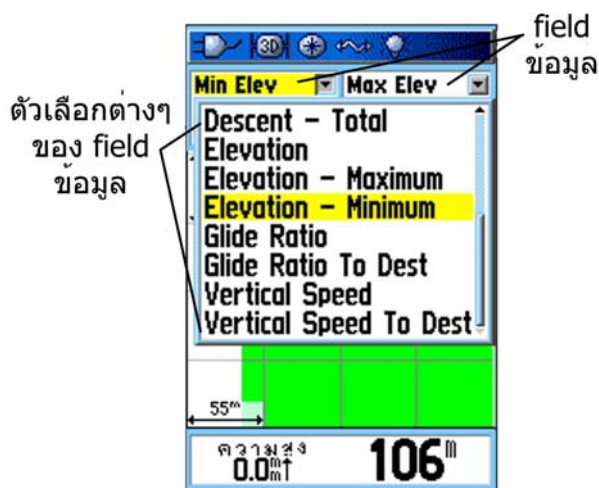 field
ข้อมูล
ตัวเลือกต่างๆ
ของ field
ข้อมูล
3D
Min Elev
Max Elev
Descent – Total
Elevation
Elevation – Maximum
Elevation – Minimum
Glide Ratio
Glide Ratio To Dest
Vertical Speed
Vertical Speed To Dest
55m
ความสูง
0.0m↑
106m